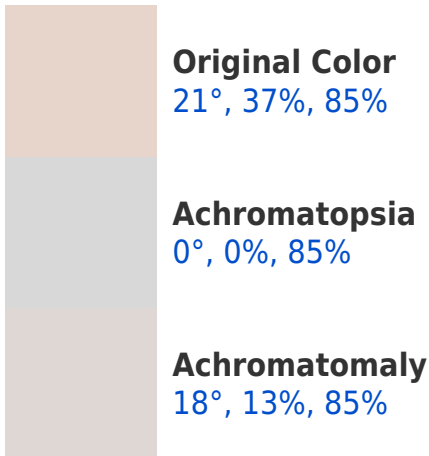 Original Color
21°, 37%, 85%
Achromatopsia
0°, 0%, 85%
Achromatomaly
18°, 13%, 85%